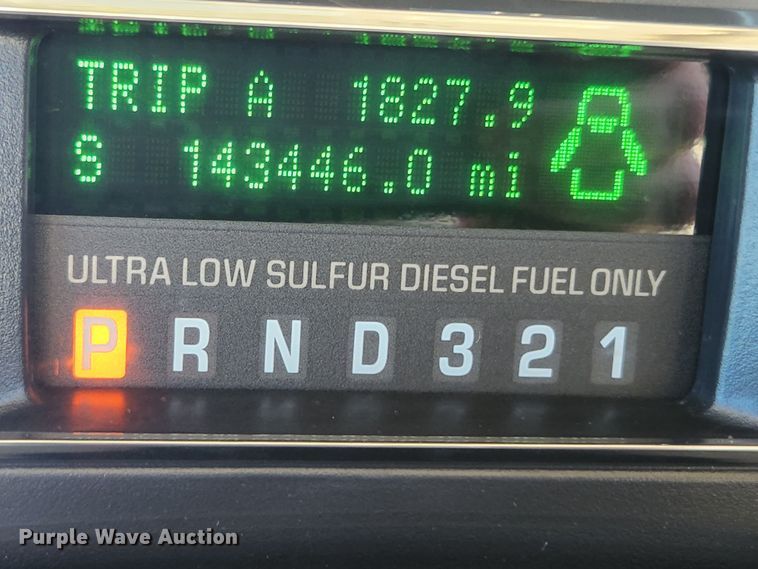 TRIP A 1827.9
S 143446.0 mi
ULTRA LOW SULFUR DIESEL FUEL ONLY
P R N D 3 2 1
Purple Wave Auction